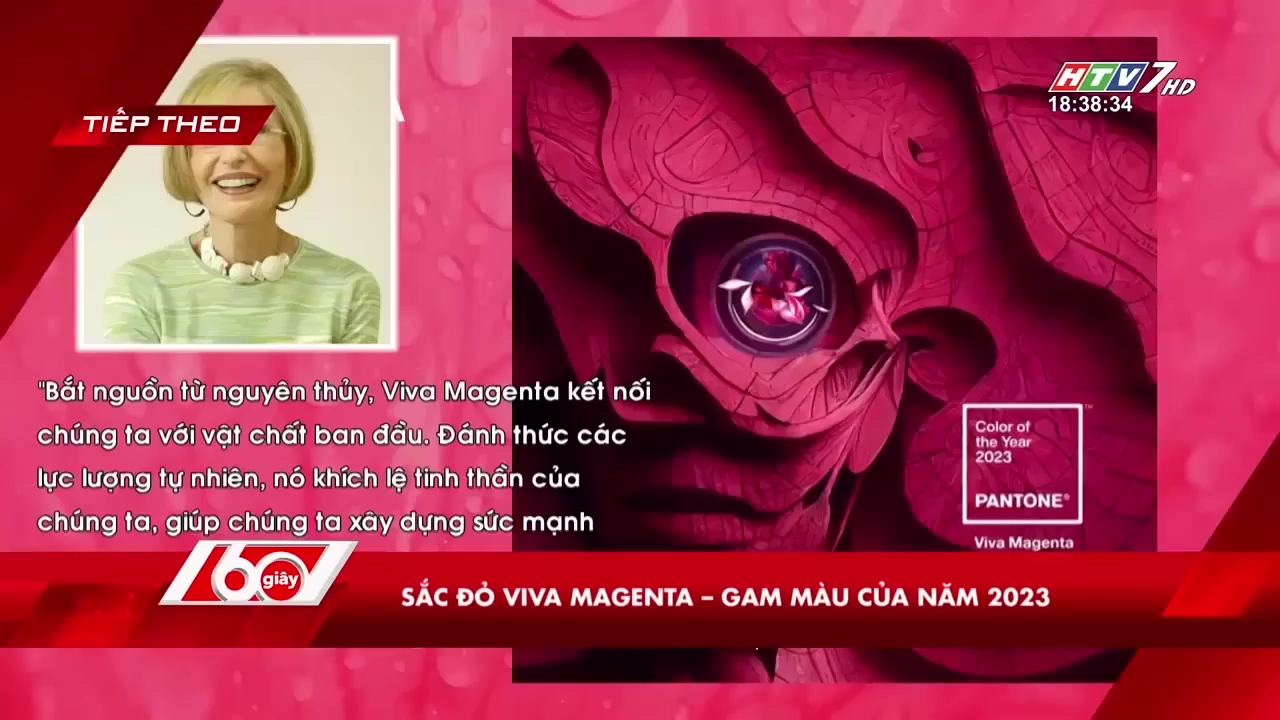 HTV7 HD
18:38:34
TIẾP THEO
"Bắt nguồn từ nguyên thủy, Viva Magenta kết nối
chúng ta với vật chất ban đầu. Đánh thức các
lực lượng tự nhiên, nó khích lệ tinh thần của
chúng ta, giúp chúng ta xây dựng sức mạnh
Color of
the Year
2023
PANTONE®
™
Viva Magenta
60 giây
SẮC ĐỎ VIVA MAGENTA – GAM MÀU CỦA NĂM 2023